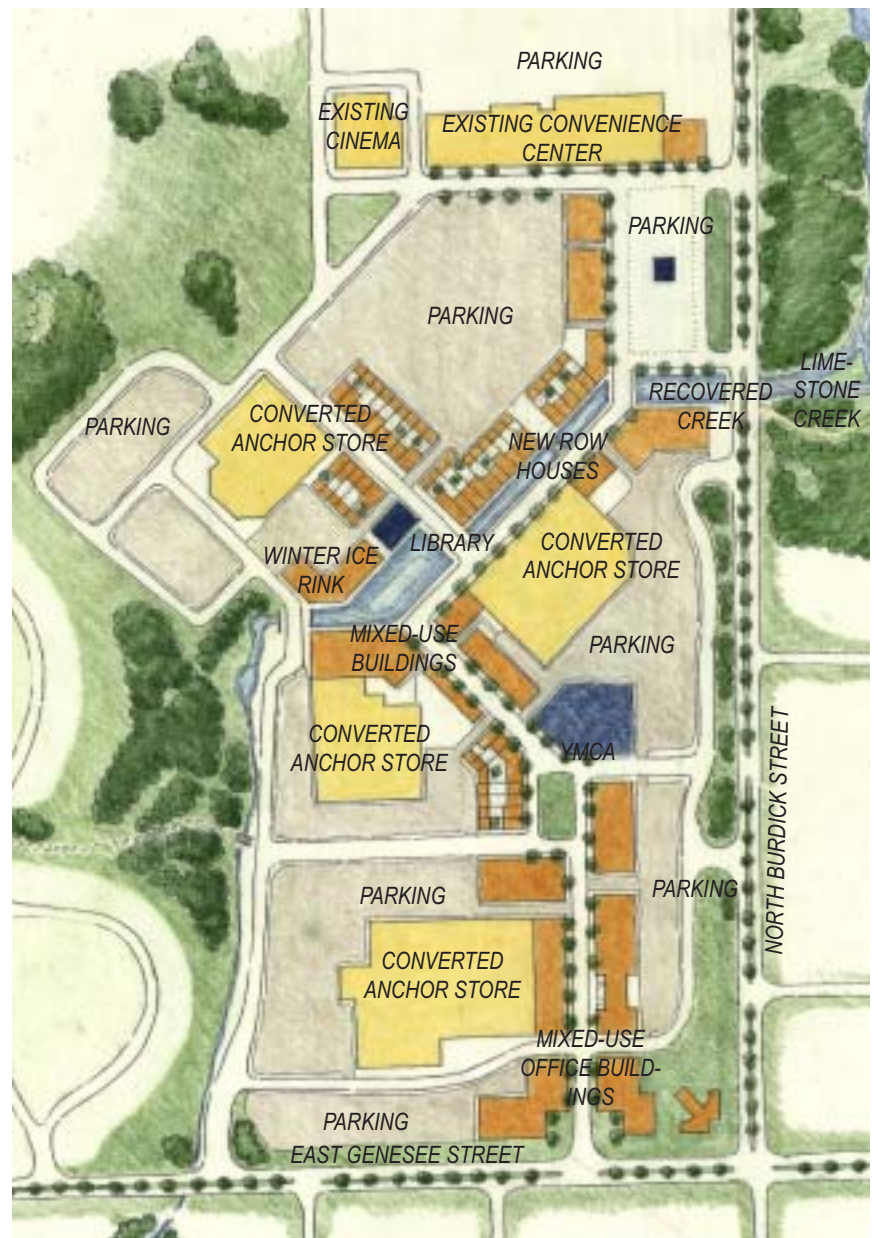 PARKING
EXISTING
CINEMA
EXISTING CONVENIENCE
CENTER
PARKING
PARKING
LIME-
STONE
CREEK
RECOVERED
CREEK
CONVERTED
ANCHOR STORE
PARKING
NEW ROW
HOUSES
LIBRARY
WINTER ICE
RINK
CONVERTED
ANCHOR STORE
MIXED-USE
BUILDINGS
PARKING
CONVERTED
ANCHOR STORE
YMCA
NORTH BURDICK STREET
PARKING
PARKING
CONVERTED
ANCHOR STORE
MIXED-USE
OFFICE BUILD-
INGS
PARKING
EAST GENESEE STREET